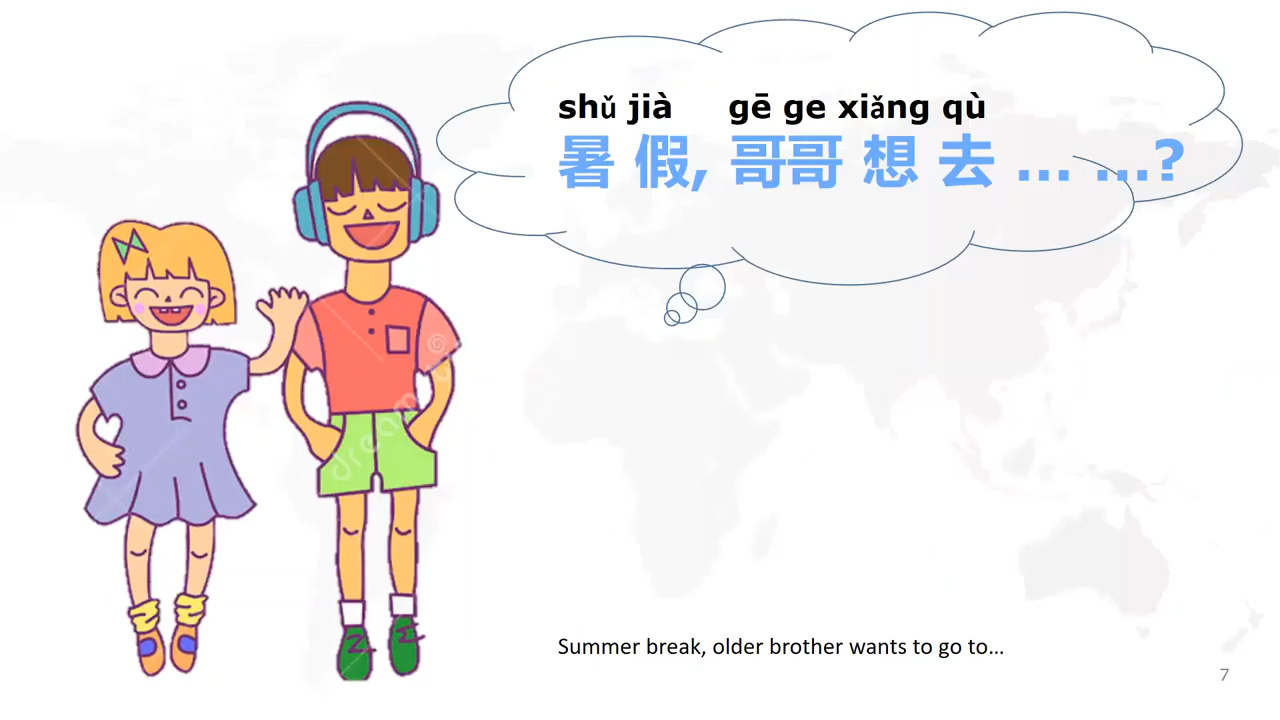 shǔ jià gē ge xiǎng qù
暑 假, 哥哥 想 去 ... ...?
dreams
Summer break, older brother wants to go to...
7